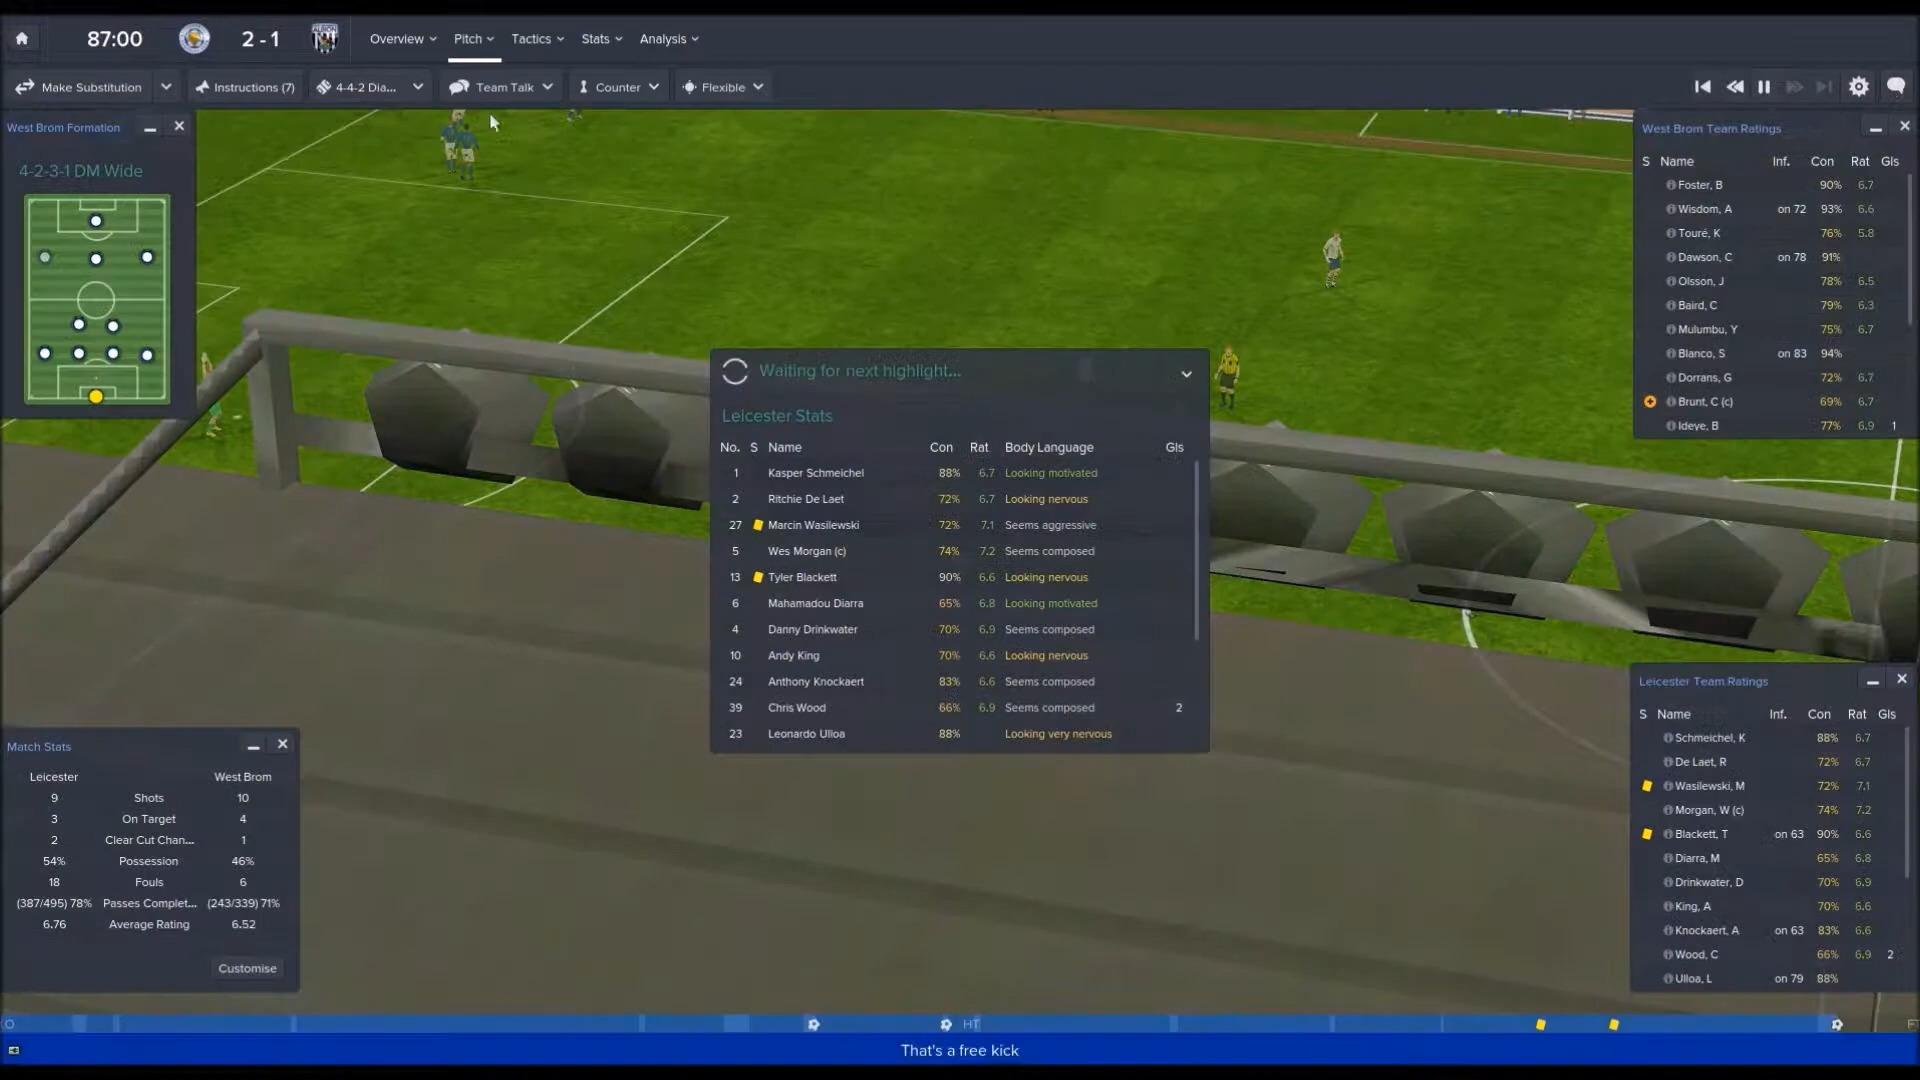 87:00 2 - 1 ALBION Overview Pitch Tactics Stats Analysis
Make Substitution Instructions (7) 4-4-2 Dia... Team Talk Counter Flexible
West Brom Formation
4-2-3-1 DM Wide
West Brom Team Ratings
S Name Inf. Con Rat Gls
Foster, B 90% 6.7
Wisdom, A on 72 93% 6.6
Touré, K 76% 5.8
Dawson, C on 78 91%
Olsson, J 78% 6.5
Baird, C 79% 6.3
Mulumbu, Y 75% 6.7
Blanco, S on 83 94%
Dorrans, G 72% 6.7
Brunt, C (c) 69% 6.7
Ideye, B 77% 6.9 1
Waiting for next highlight...
Leicester Stats
No. S Name Con Rat Body Language Gls
1 Kasper Schmeichel 88% 6.7 Looking motivated
2 Ritchie De Laet 72% 6.7 Looking nervous
27 Marcin Wasilewski 72% 7.1 Seems aggressive
5 Wes Morgan (c) 74% 7.2 Seems composed
13 Tyler Blackett 90% 6.6 Looking nervous
6 Mahamadou Diarra 65% 6.8 Looking motivated
4 Danny Drinkwater 70% 6.9 Seems composed
10 Andy King 70% 6.6 Looking nervous
24 Anthony Knockaert 83% 6.6 Seems composed
39 Chris Wood 66% 6.9 Seems composed 2
23 Leonardo Ulloa 88% Looking very nervous
Match Stats
Leicester West Brom
9 Shots 10
3 On Target 4
2 Clear Cut Chan... 1
54% Possession 46%
18 Fouls 6
(387/495) 78% Passes Complet... (243/339) 71%
6.76 Average Rating 6.52
Customise
Leicester Team Ratings
S Name Inf. Con Rat Gls
Schmeichel, K 88% 6.7
De Laet, R 72% 6.7
Wasilewski, M 72% 7.1
Morgan, W (c) 74% 7.2
Blackett, T on 63 90% 6.6
Diarra, M 65% 6.8
Drinkwater, D 70% 6.9
King, A 70% 6.6
Knockaert, A on 63 83% 6.6
Wood, C 66% 6.9 2
Ulloa, L on 79 88%
HT
That's a free kick